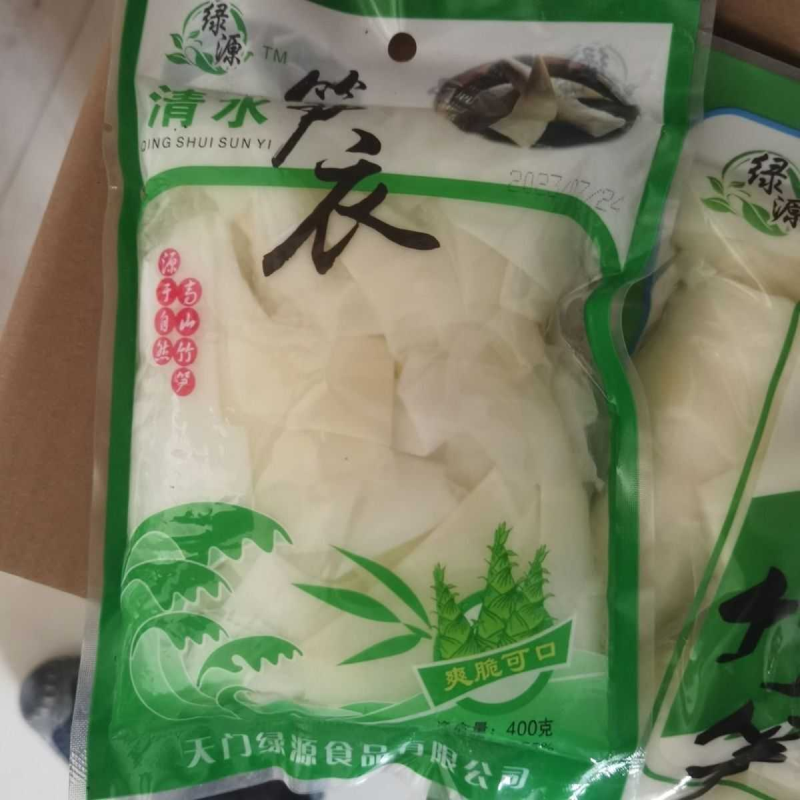 绿源
TM
清水
笋衣
QING SHUI SUN YI
2023/07/24
源于自然
高山竹笋
爽脆可口
净含量：400克
天门绿源食品有限公司
绿源
笋